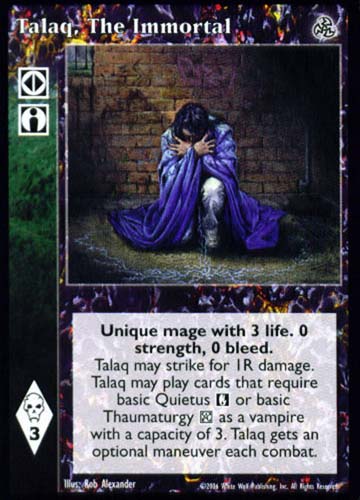 Talaq, The Immortal
Unique mage with 3 life. 0
strength, 0 bleed.
Talaq may strike for 1R damage.
Talaq may play cards that require
basic Quietus or basic
Thaumaturgy as a vampire
with a capacity of 3. Talaq gets an
optional maneuver each combat.
3
Illus: Rob Alexander
©2006 White Wolf Publishing, Inc. All Rights Reserved.